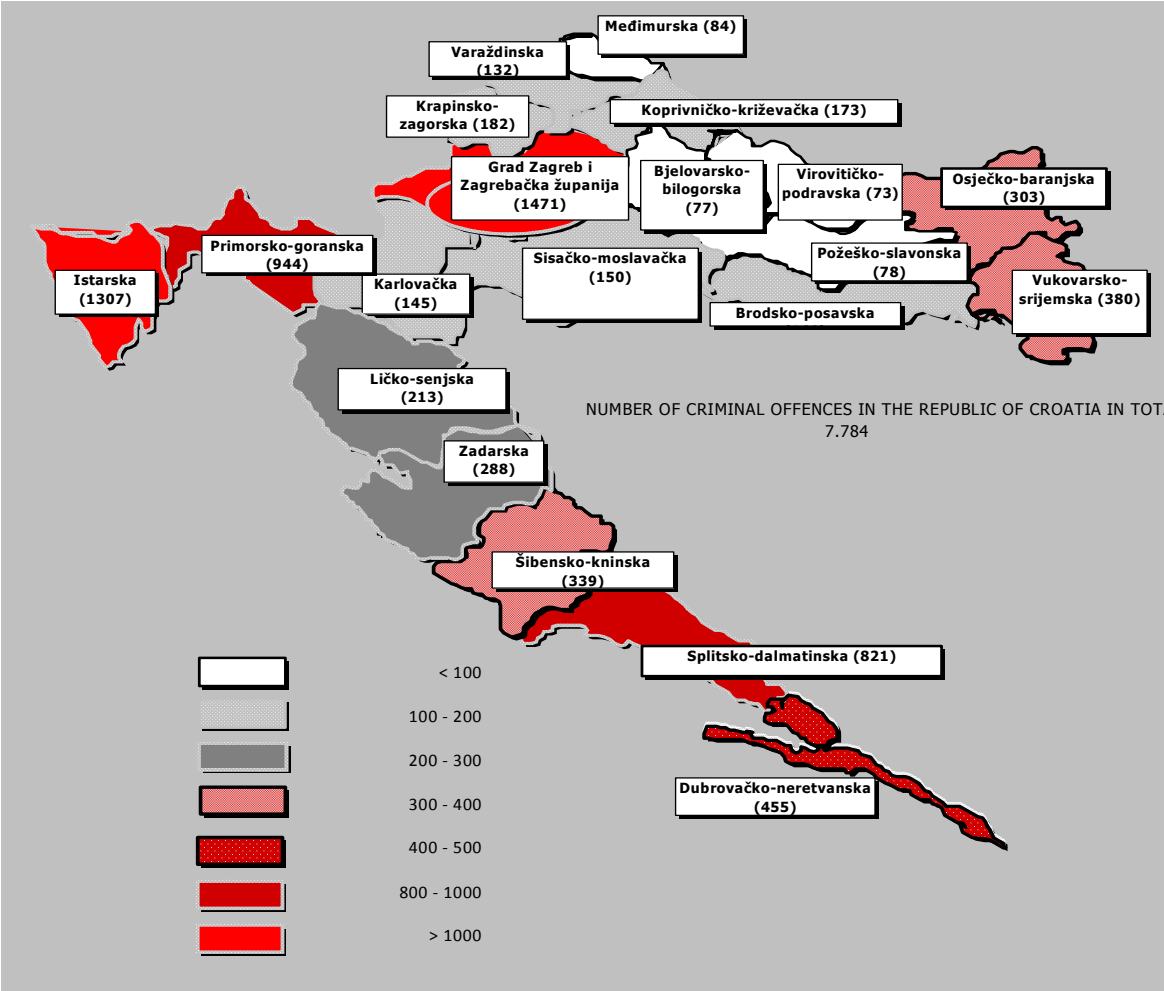 Međimurska (84)
Varaždinska
(132)
Krapinsko-
zagorska (182)
Koprivničko-križevačka (173)
Grad Zagreb i
Zagrebačka županija
(1471)
Bjelovarsko-
bilogorska
(77)
Virovitičko-
podravska (73)
Osječko-baranjska
(303)
Primorsko-goranska
(944)
Istarska
(1307)
Karlovačka
(145)
Sisačko-moslavačka
(150)
Požeško-slavonska
(78)
Brodsko-posavska
Vukovarsko-
srijemska (380)
Ličko-senjska
(213)
NUMBER OF CRIMINAL OFFENCES IN THE REPUBLIC OF CROATIA IN
7.784
Zadarska
(288)
Šibensko-kninska
(339)
Splitsko-dalmatinska (821)
Dubrovačko-neretvanska
(455)
< 100
100 - 200
200 - 300
300 - 400
400 - 500
800 - 1000
> 1000